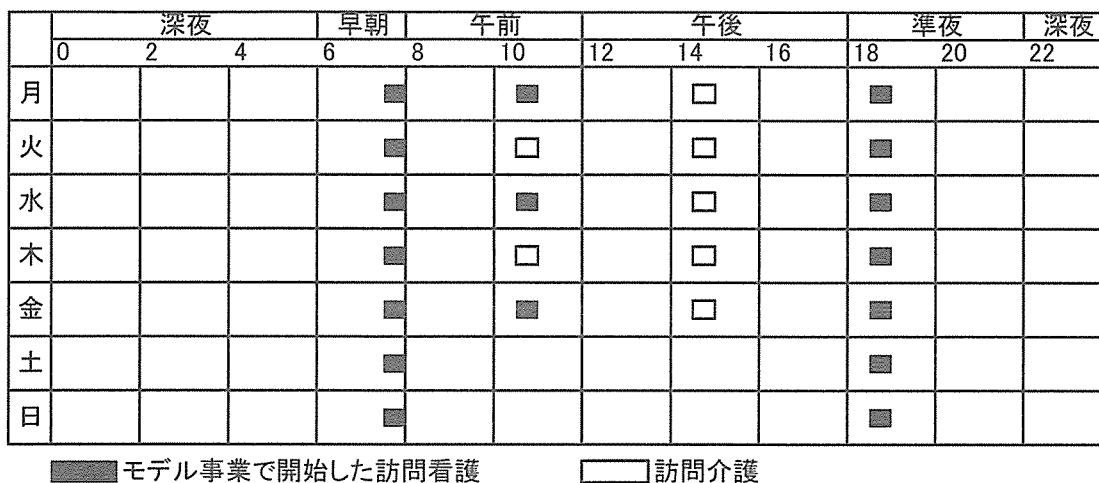 深夜 早朝 午前 午後 準夜 深夜
0 2 4 6 8 10 12 14 16 18 20 22
月
火
水
木
金
土
日
モデル事業で開始した訪問看護 訪問介護